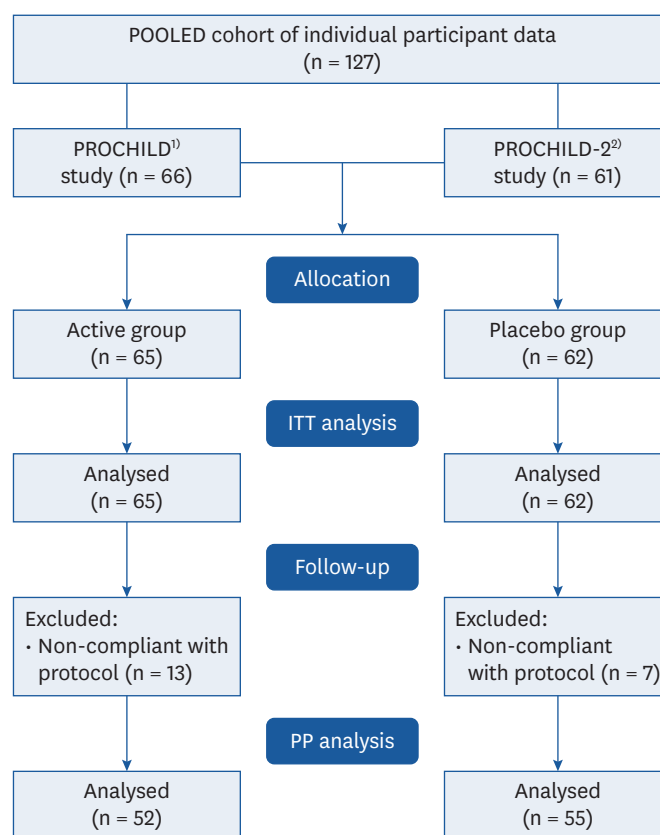 POOLED cohort of individual participant data
(n = 127)
PROCHILD1)
study (n = 66)
PROCHILD-22)
study (n = 61)
Allocation
Active group
(n = 65)
Placebo group
(n = 62)
ITT analysis
Analysed
(n = 65)
Analysed
(n = 62)
Follow-up
Excluded:
· Non-compliant with
protocol (n = 13)
Excluded:
· Non-compliant
with protocol (n = 7)
PP analysis
Analysed
(n = 52)
Analysed
(n = 55)